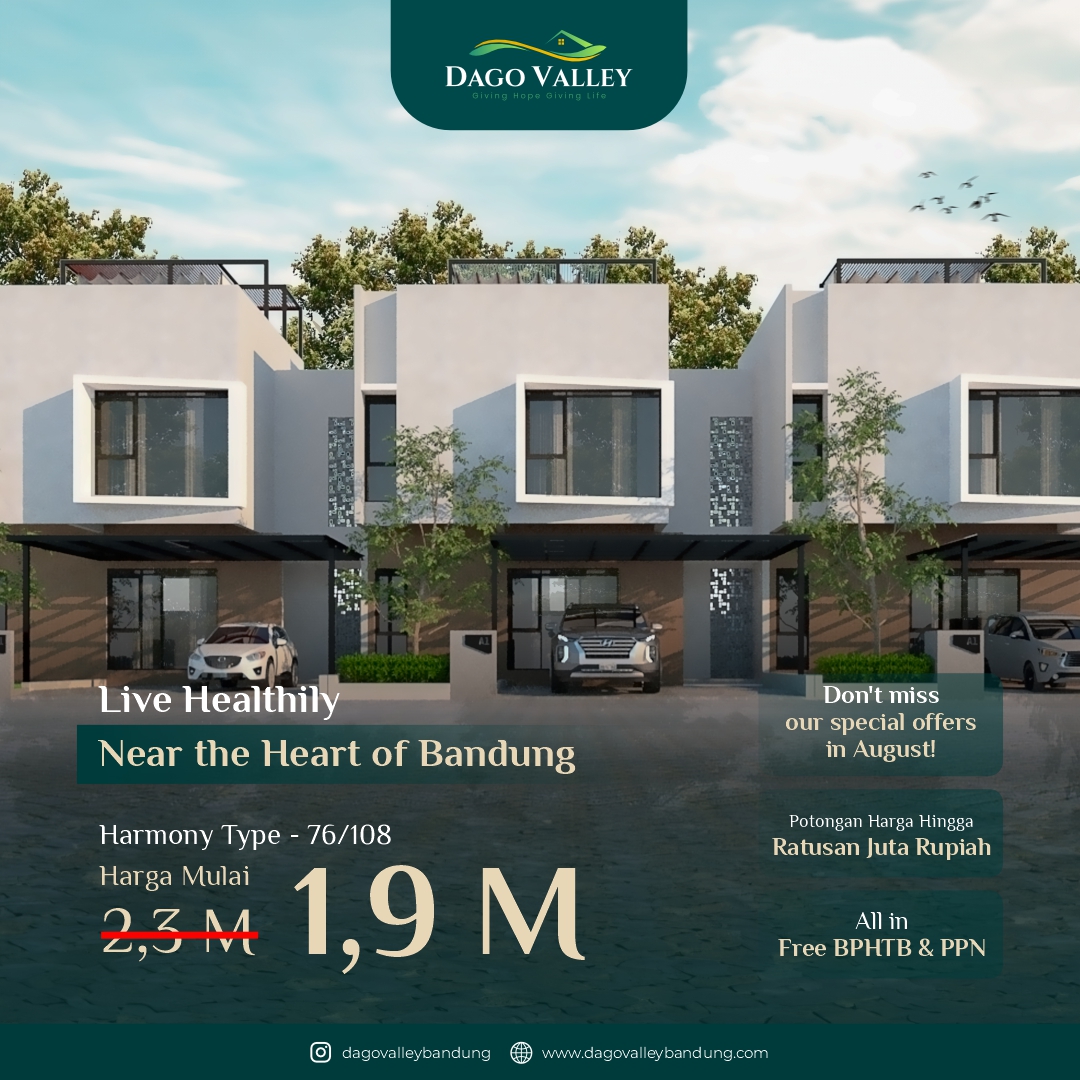 DAGO VALLEY
Giving Hope Giving Life
Live Healthily
Near the Heart of Bandung
Harmony Type - 76/108
Harga Mulai
2,3 M
1,9 M
Don't miss
our special offers
in August!
Potongan Harga Hingga
Ratusan Juta Rupiah
All in
Free BPHTB & PPN
dagovalleybandung
www.dagovalleybandung.com